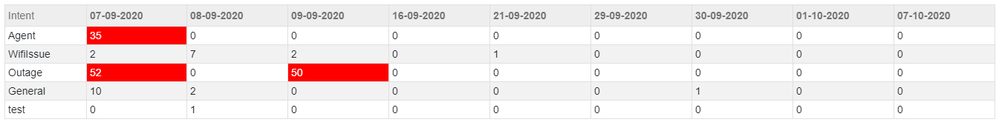 Intent 07-09-2020 08-09-2020 09-09-2020 16-09-2020 21-09-2020 29-09-2020 30-09-2020 01-10-2020 07-10-2020
Agent 35 0 0 0 0 0 0 0 0
WifiIssue 2 7 2 0 1 0 0 0 0
Outage 52 0 50 0 0 0 0 0 0
General 10 2 0 0 0 0 1 0 0
test 0 1 0 0 0 0 0 0 0